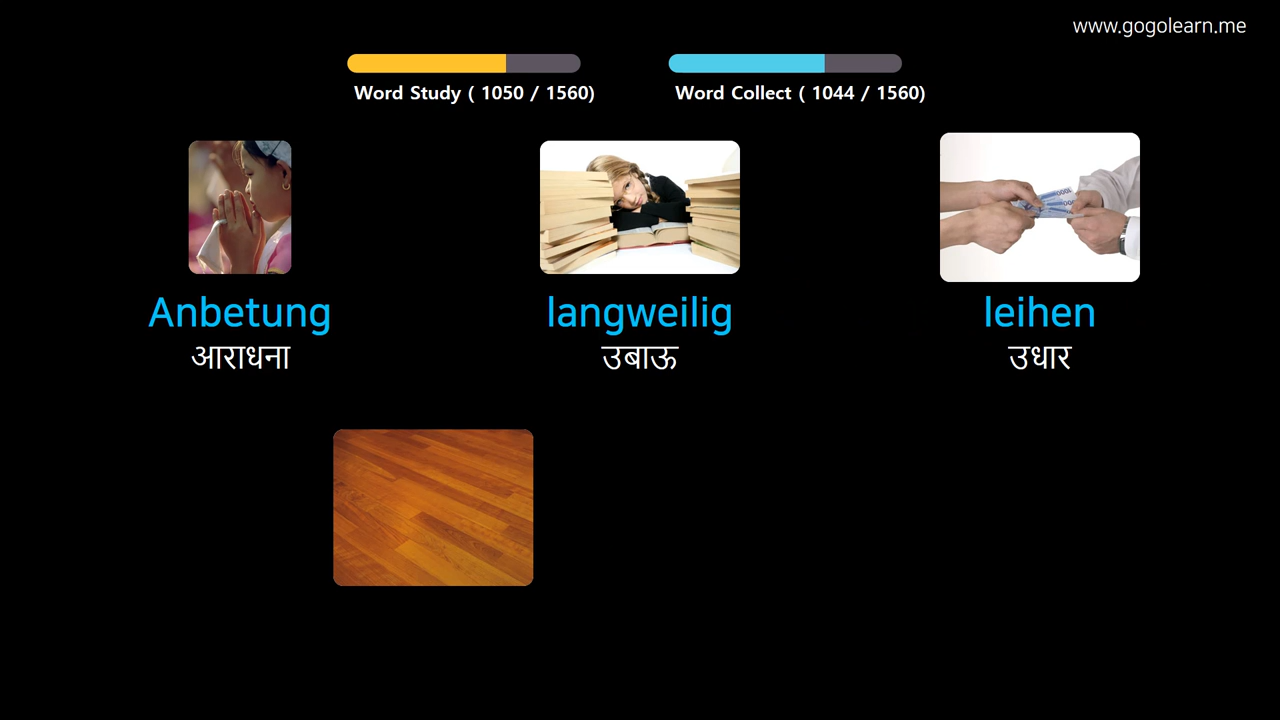 www.gogolearn.me
Word Study ( 1050 / 1560)
Word Collect ( 1044 / 1560)
Anbetung
langweilig
leihen
आराधना
उबाऊ
उधार